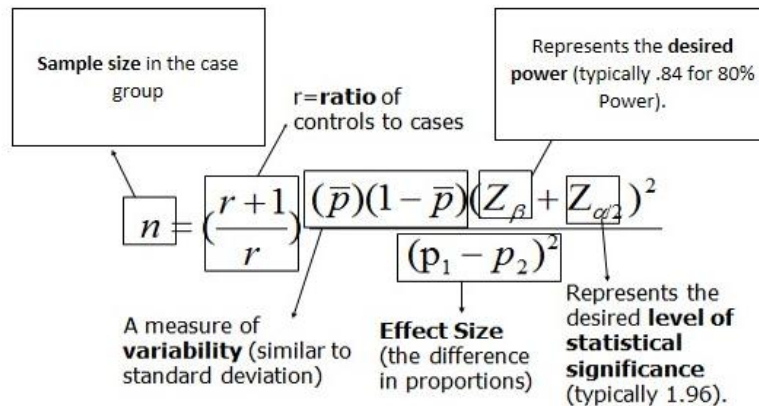 Sample size in the case
group
r=ratio of
controls to cases
Represents the desired
power (typically .84 for 80%
Power).
n = (r + 1 / r) (p̅)(1 − p̅)(Z_β + Z_α/2)² / (p₁ − p₂)²
A measure of
variability (similar to
standard deviation)
Effect Size
(the difference
in proportions)
Represents the
desired level of
statistical
significance
(typically 1.96).